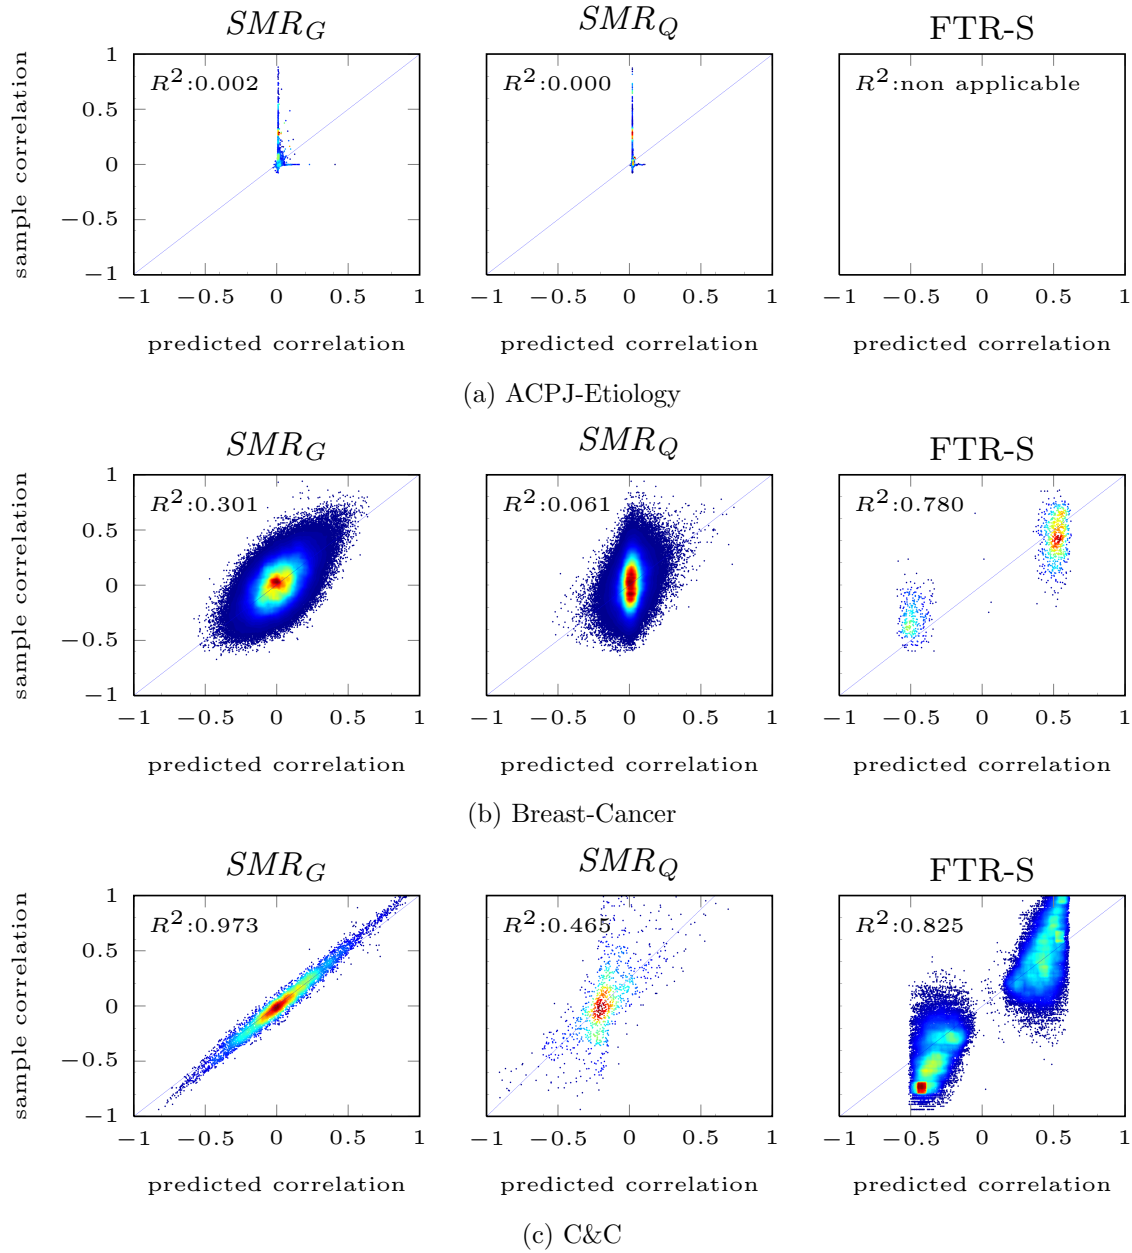 SMR_G SMR_Q FTR-S
sample correlation
1
0.5
0
−0.5
−1
R²:0.002
R²:0.000
R²:non applicable
−1 −0.5 0 0.5 1
−1 −0.5 0 0.5 1
−1 −0.5 0 0.5 1
predicted correlation
predicted correlation
predicted correlation
(a) ACPJ-Etiology
SMR_G SMR_Q FTR-S
sample correlation
1
0.5
0
−0.5
−1
R²:0.301
R²:0.061
R²:0.780
−1 −0.5 0 0.5 1
−1 −0.5 0 0.5 1
−1 −0.5 0 0.5 1
predicted correlation
predicted correlation
predicted correlation
(b) Breast-Cancer
SMR_G SMR_Q FTR-S
sample correlation
1
0.5
0
−0.5
−1
R²:0.973
R²:0.465
R²:0.825
−1 −0.5 0 0.5 1
−1 −0.5 0 0.5 1
−1 −0.5 0 0.5 1
predicted correlation
predicted correlation
predicted correlation
(c) C&C